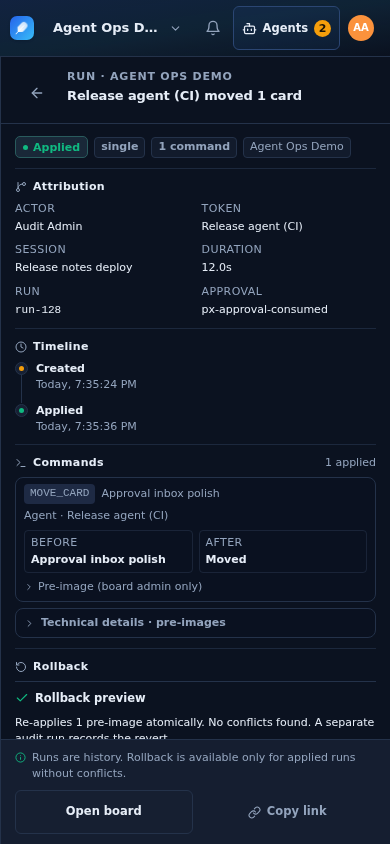 Agent Ops D...
Agents 2
AA
RUN · AGENT OPS DEMO
Release agent (CI) moved 1 card
Applied
single
1 command
Agent Ops Demo
Attribution
ACTOR
TOKEN
Audit Admin
Release agent (CI)
SESSION
DURATION
Release notes deploy
12.0s
RUN
APPROVAL
run-128
px-approval-consumed
Timeline
Created
Today, 7:35:24 PM
Applied
Today, 7:35:36 PM
Commands
1 applied
MOVE_CARD Approval inbox polish
Agent · Release agent (CI)
BEFORE
AFTER
Approval inbox polish
Moved
Pre-image (board admin only)
Technical details · pre-images
Rollback
Rollback preview
Re-applies 1 pre-image atomically. No conflicts found. A separate
audit run records the revert
Runs are history. Rollback is available only for applied runs
without conflicts.
Open board
Copy link